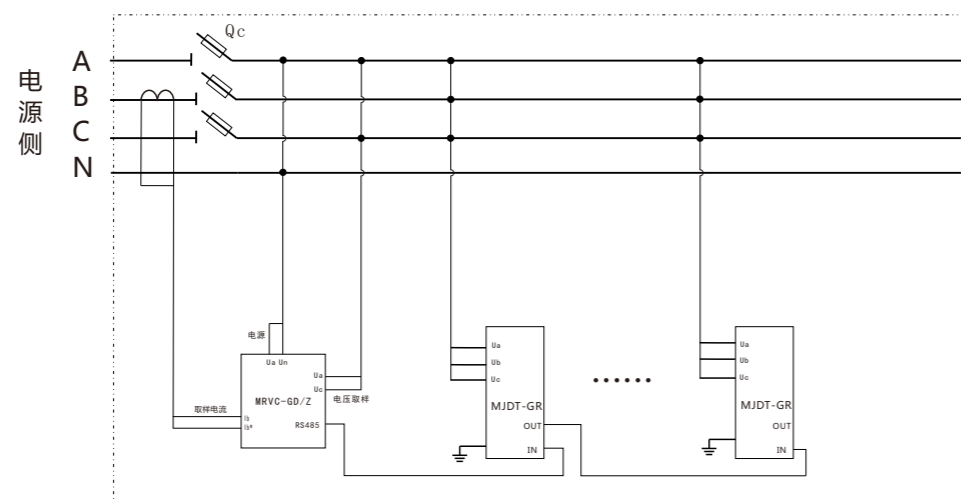 Qc
A
B
C
N
电源侧
电源
Ua Un
Ua
Uc
电压取样
MRVC-GD/Z
取样电流
Ib
Ib*
RS485
Ua
Ub
Uc
MJDT-GR
OUT
IN
......
Ua
Ub
Uc
MJDT-GR
OUT
IN